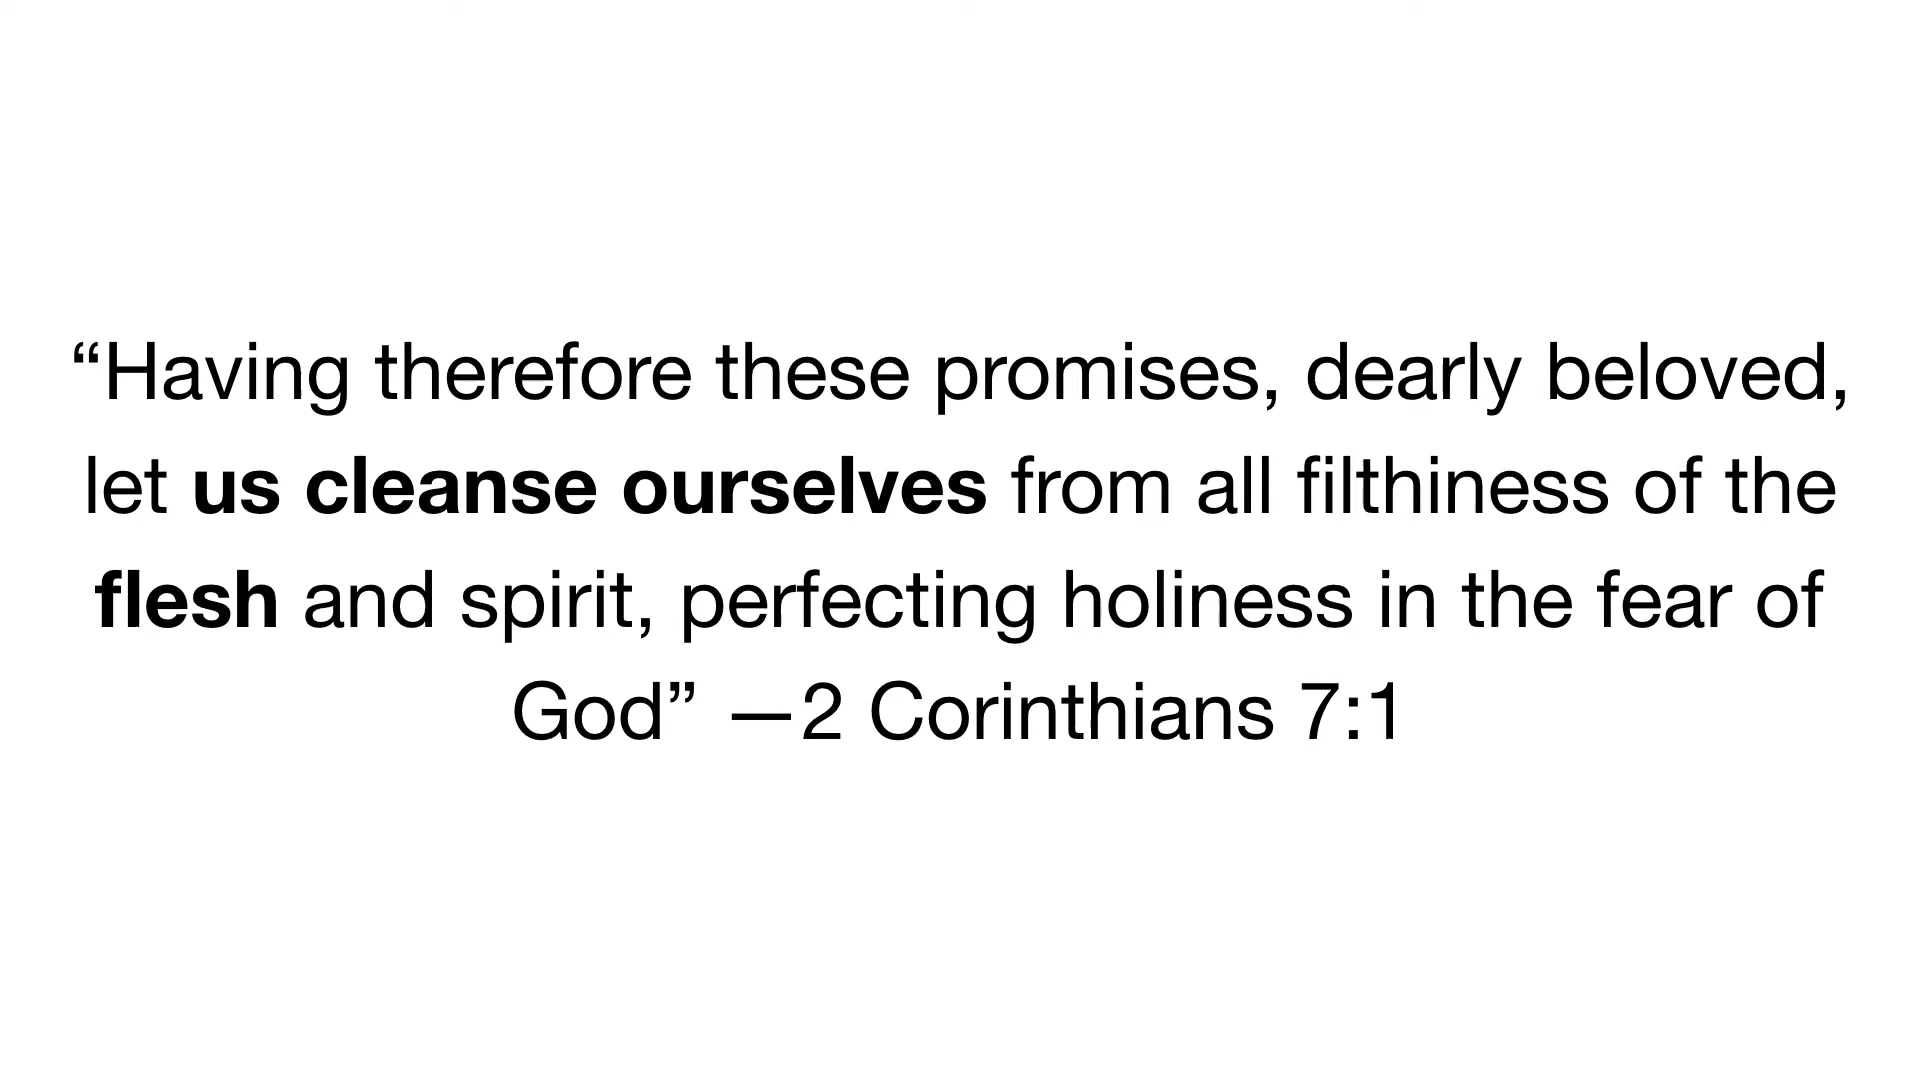 “Having therefore these promises, dearly beloved,
let us cleanse ourselves from all filthiness of the
flesh and spirit, perfecting holiness in the fear of
God” —2 Corinthians 7:1